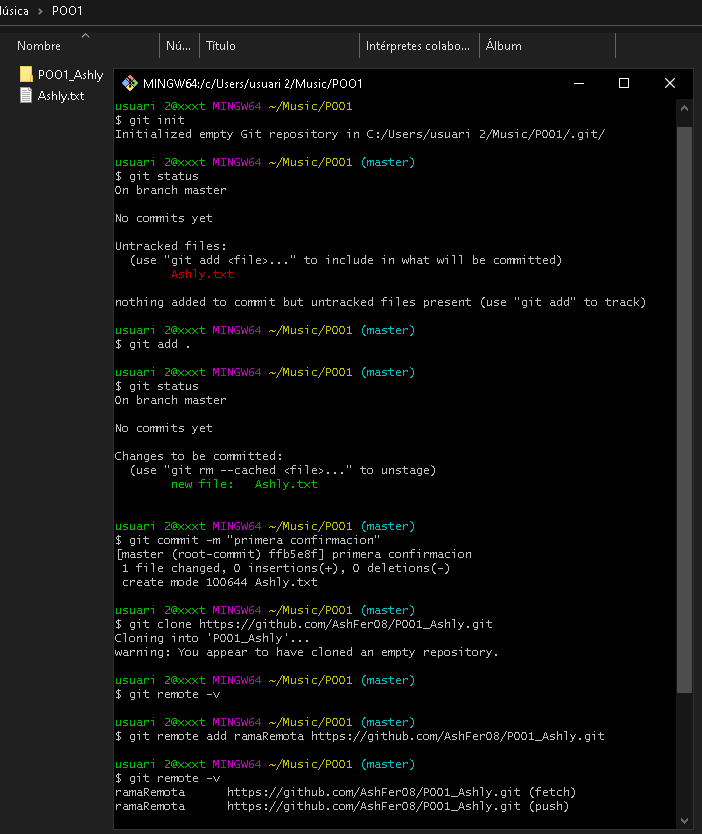 úsica > POO1
Nombre Nú... Título Intérpretes colabo... Álbum
POO1_Ashly
Ashly.txt
MINGW64:/c/Users/usuari 2/Music/POO1
usuari 2@xxxt MINGW64 ~/Music/POO1
$ git init
Initialized empty Git repository in C:/Users/usuari 2/Music/POO1/.git/
usuari 2@xxxt MINGW64 ~/Music/POO1 (master)
$ git status
On branch master
No commits yet
Untracked files:
(use "git add <file>..." to include in what will be committed)
Ashly.txt
nothing added to commit but untracked files present (use "git add" to track)
usuari 2@xxxt MINGW64 ~/Music/POO1 (master)
$ git add .
usuari 2@xxxt MINGW64 ~/Music/POO1 (master)
$ git status
On branch master
No commits yet
Changes to be committed:
(use "git rm --cached <file>..." to unstage)
new file:   Ashly.txt
usuari 2@xxxt MINGW64 ~/Music/POO1 (master)
$ git commit -m "primera confirmacion"
[master (root-commit) ffb5e8f] primera confirmacion
1 file changed, 0 insertions(+), 0 deletions(-)
create mode 100644 Ashly.txt
usuari 2@xxxt MINGW64 ~/Music/POO1 (master)
$ git clone https://github.com/AshFer08/POO1_Ashly.git
Cloning into 'POO1_Ashly'...
warning: You appear to have cloned an empty repository.
usuari 2@xxxt MINGW64 ~/Music/POO1 (master)
$ git remote -v
usuari 2@xxxt MINGW64 ~/Music/POO1 (master)
$ git remote add ramaRemota https://github.com/AshFer08/POO1_Ashly.git
usuari 2@xxxt MINGW64 ~/Music/POO1 (master)
$ git remote -v
ramaRemota      https://github.com/AshFer08/POO1_Ashly.git (fetch)
ramaRemota      https://github.com/AshFer08/POO1_Ashly.git (push)